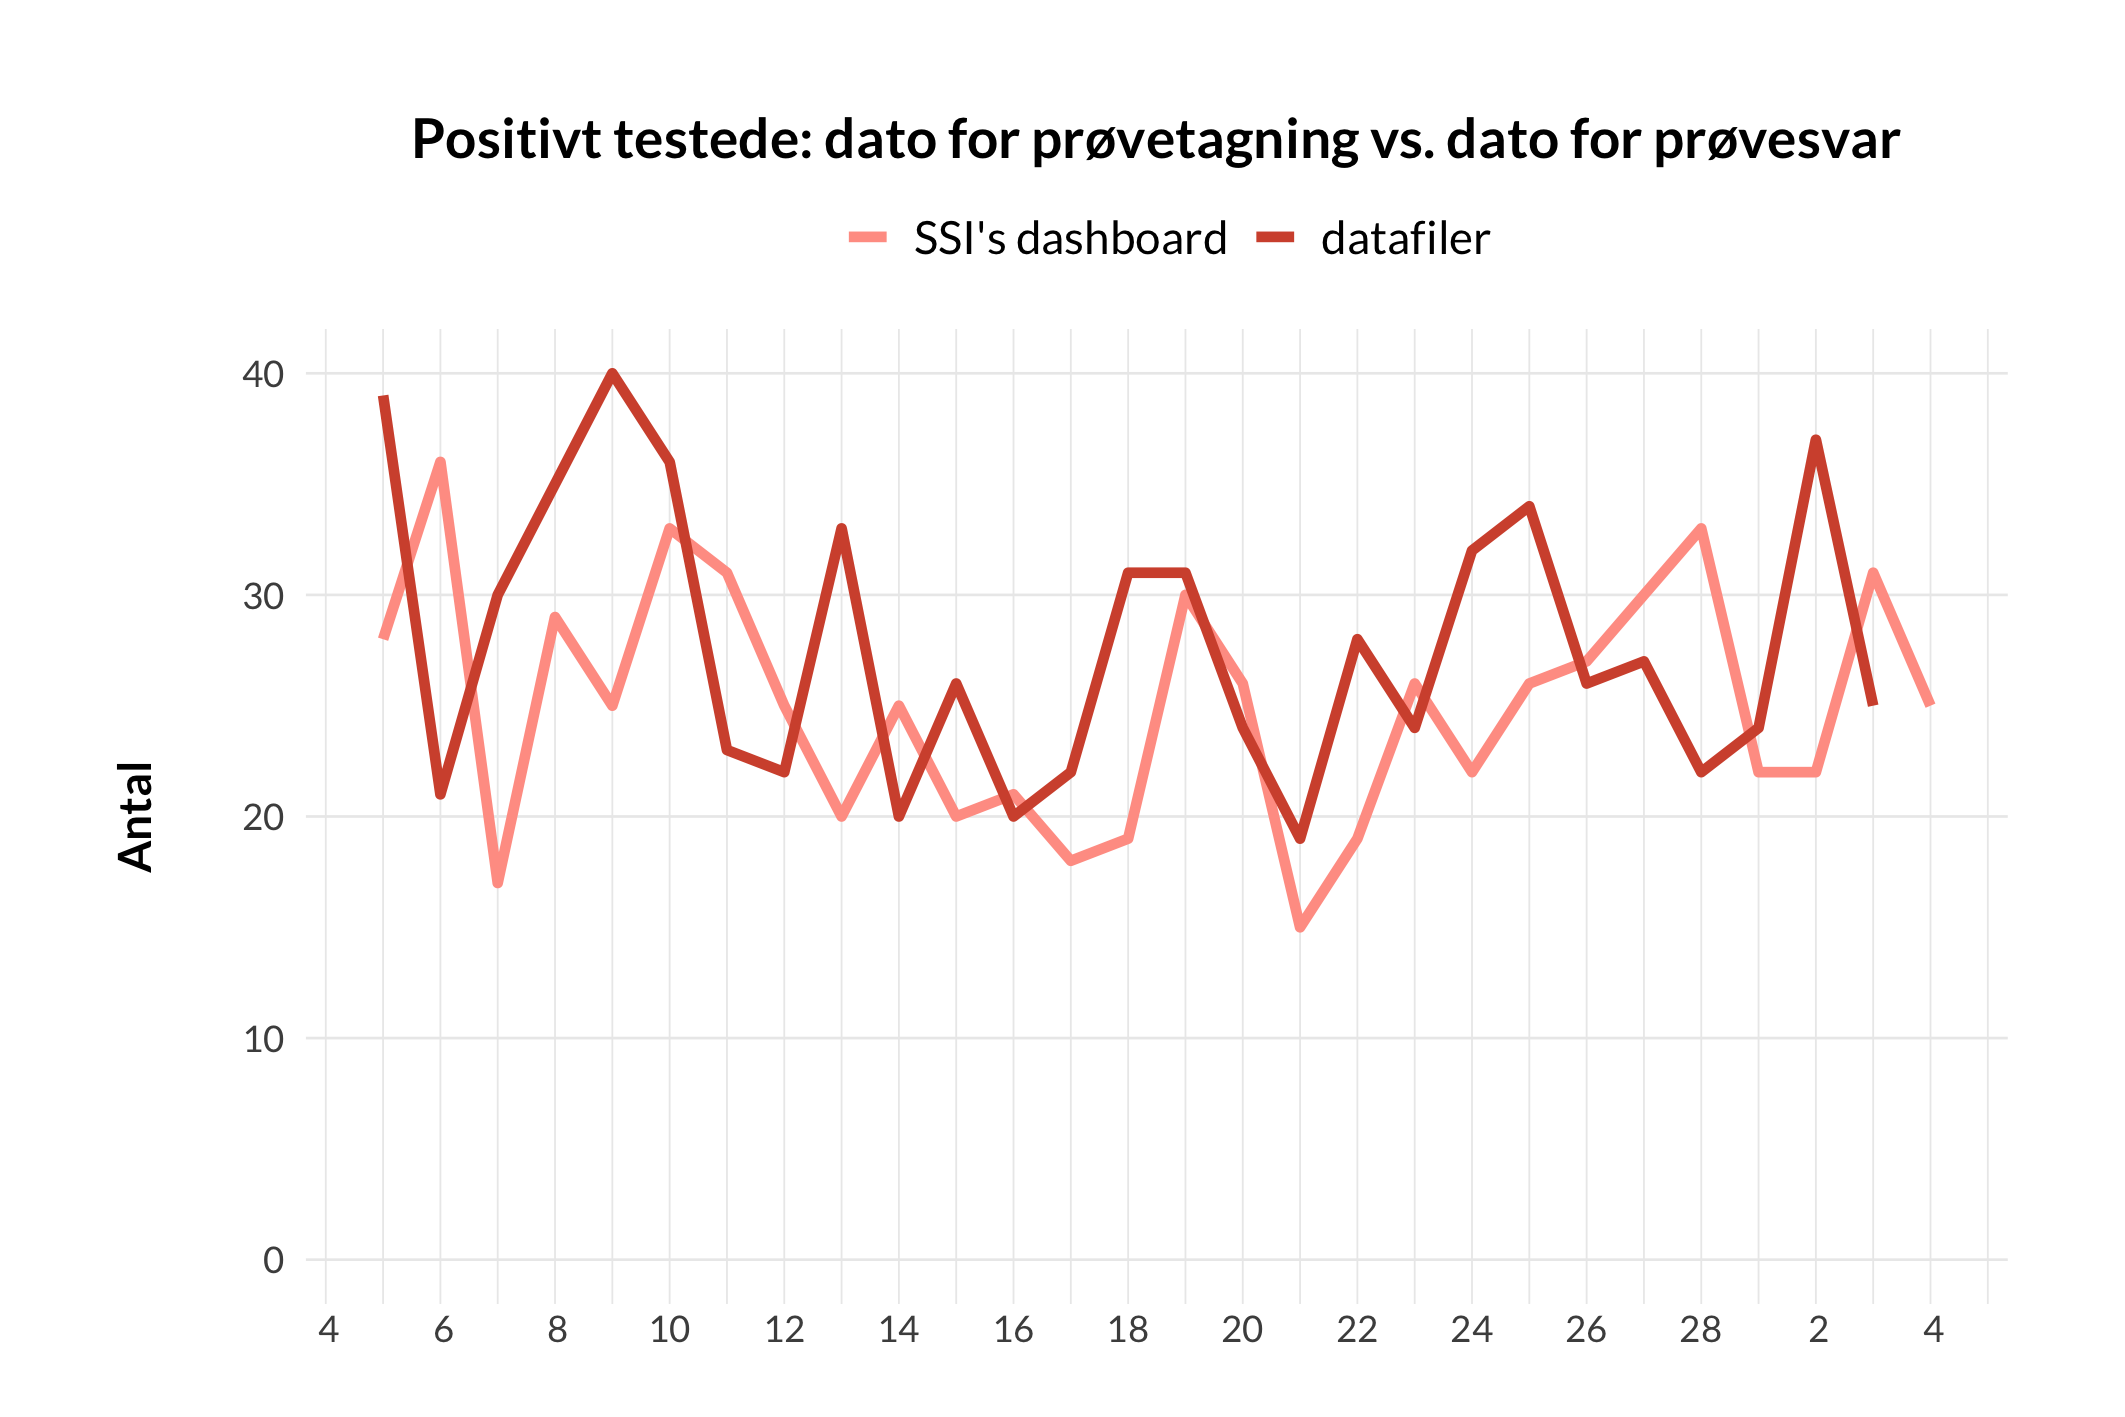 Positivt testede: dato for prøvetagning vs. dato for prøvesvar
SSI's dashboard datafiler
Antal
40
30
20
10
0
4 6 8 10 12 14 16 18 20 22 24 26 28 2 4